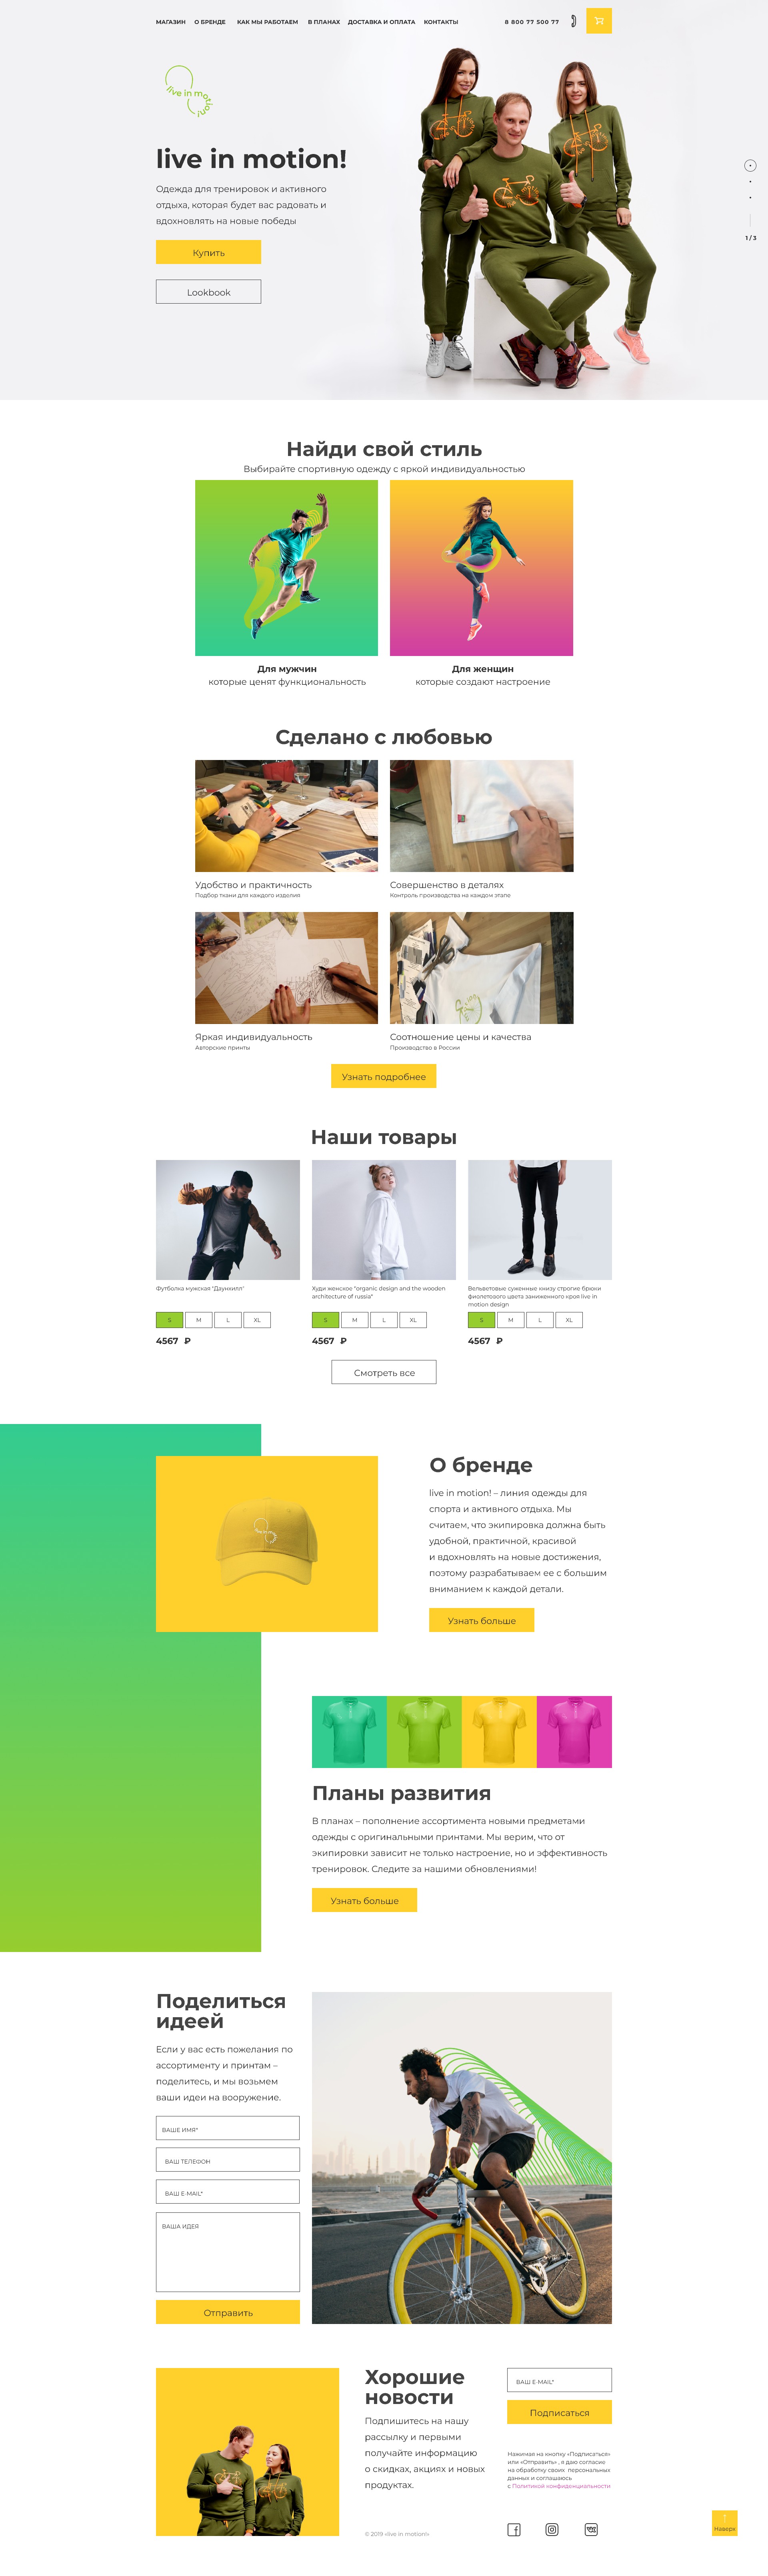 МАГАЗИН О БРЕНДЕ КАК МЫ РАБОТАЕМ В ПЛАНАХ ДОСТАВКА И ОПЛАТА КОНТАКТЫ 8 800 77 500 77
live in motion!
live in motion!
Одежда для тренировок и активного
отдыха, которая будет вас радовать и
вдохновлять на новые победы
Купить
Lookbook
1 / 3
Найди свой стиль
Выбирайте спортивную одежду с яркой индивидуальностью
Для мужчин
которые ценят функциональность
Для женщин
которые создают настроение
Сделано с любовью
Удобство и практичность
Подбор ткани для каждого изделия
Совершенство в деталях
Контроль производства на каждом этапе
Яркая индивидуальность
Авторские принты
Соотношение цены и качества
Производство в России
Узнать подробнее
Наши товары
Футболка мужская "Даунхилл"
S M L XL
4567 ₽
Худи женское "organic design and the wooden
architecture of russia"
S M L XL
4567 ₽
Вельветовые суженные книзу строгие брюки
фиолетового цвета заниженного кроя live in
motion design
S M L XL
4567 ₽
Смотреть все
О бренде
live in motion! – линия одежды для
спорта и активного отдыха. Мы
считаем, что экипировка должна быть
удобной, практичной, красивой
и вдохновлять на новые достижения,
поэтому разрабатываем ее с большим
вниманием к каждой детали.
Узнать больше
Планы развития
В планах – пополнение ассортимента новыми предметами
одежды с оригинальными принтами. Мы верим, что от
экипировки зависит не только настроение, но и эффективность
тренировок. Следите за нашими обновлениями!
Узнать больше
Поделиться
идеей
Если у вас есть пожелания по
ассортименту и принтам –
поделитесь, и мы возьмем
ваши идеи на вооружение.
ВАШЕ ИМЯ*
ВАШ ТЕЛЕФОН
ВАШ E-MAIL*
ВАША ИДЕЯ
Отправить
Хорошие
новости
Подпишитесь на нашу
рассылку и первыми
получайте информацию
о скидках, акциях и новых
продуктах.
© 2019 «live in motion!»
ВАШ E-MAIL*
Подписаться
Нажимая на кнопку «Подписаться»
или «Отправить» , я даю согласие
на обработку своих персональных
данных и соглашаюсь
с Политикой конфиденциальности
Наверх